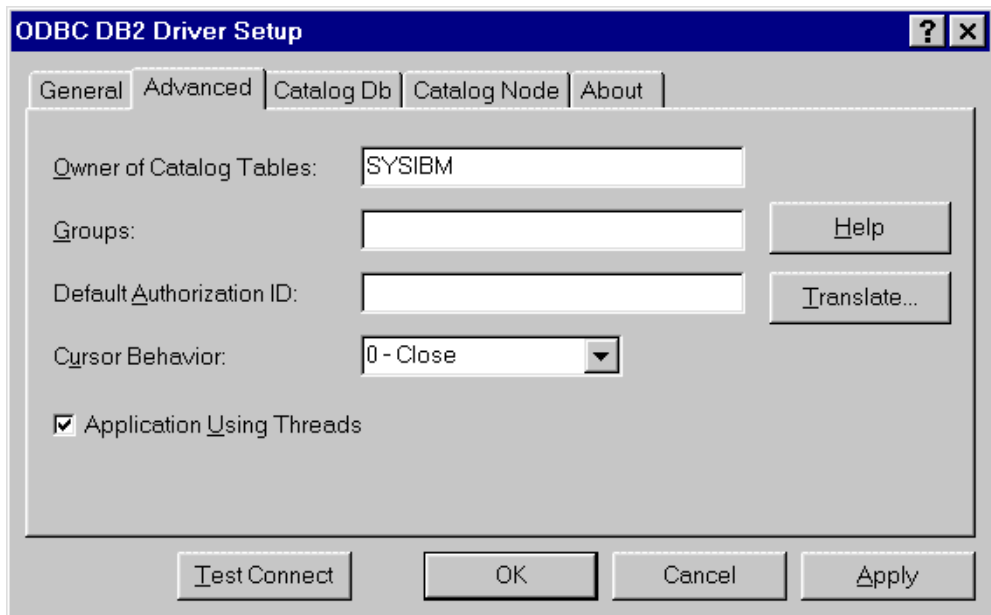 ODBC DB2 Driver Setup
General Advanced Catalog Db Catalog Node About
Owner of Catalog Tables: SYSIBM
Groups:
Help
Default Authorization ID:
Translate...
Cursor Behavior: 0 - Close
Application Using Threads
Test Connect OK Cancel Apply